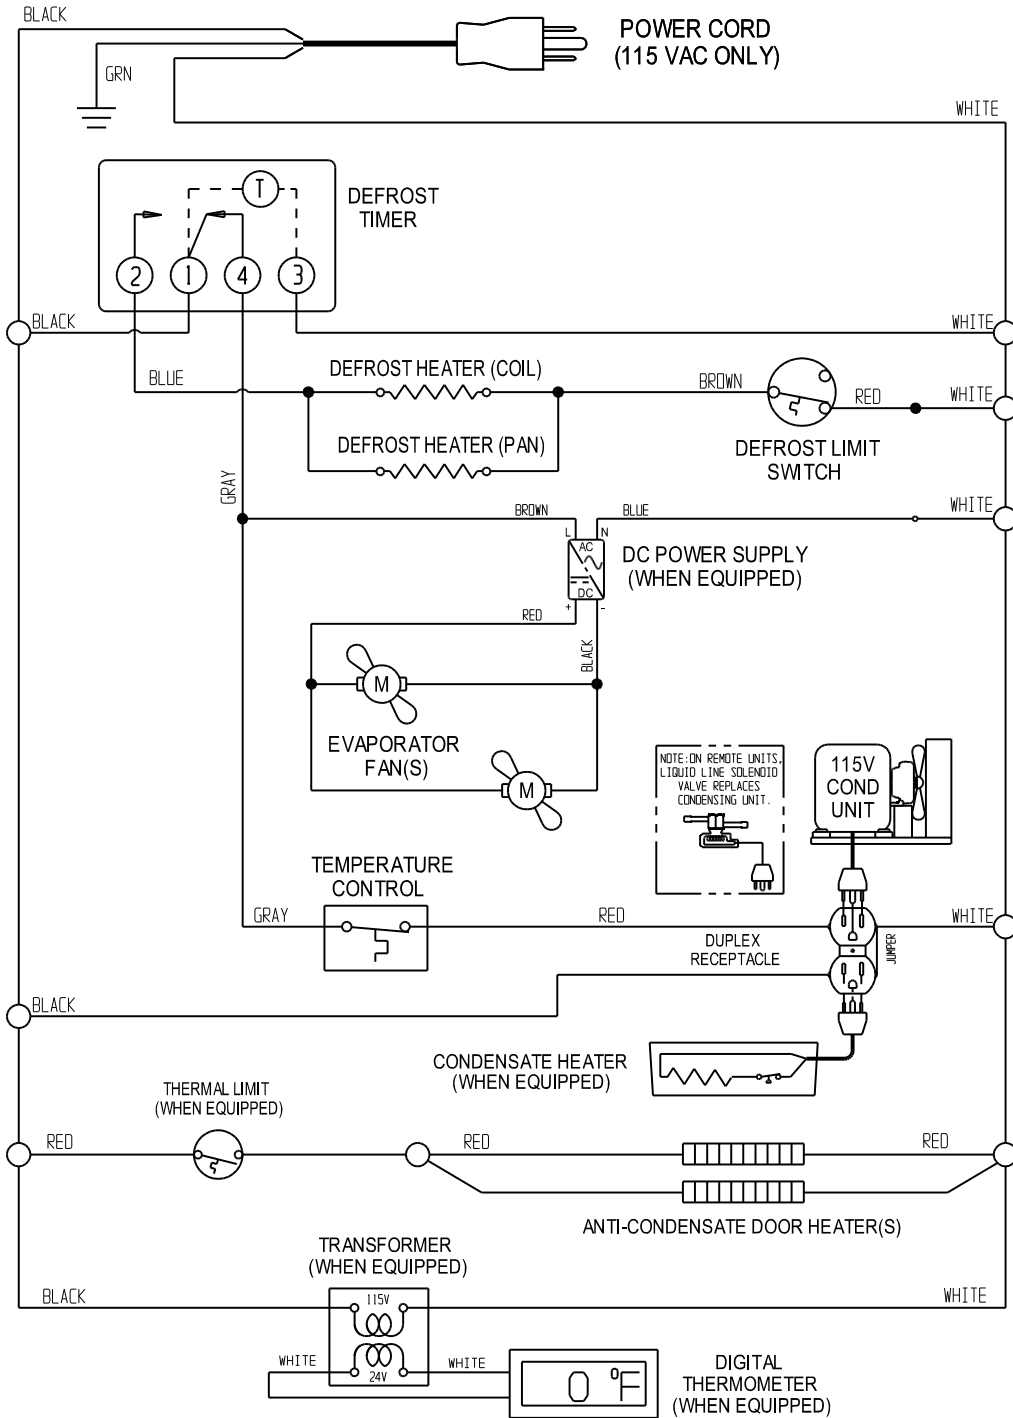 BLACK
POWER CORD
(115 VAC ONLY)
GRN
WHITE
T
DEFROST
TIMER
2 1 4 3
BLACK
WHITE
DEFROST HEATER (COIL)
BLUE
BROWN
RED
WHITE
DEFROST HEATER (PAN)
DEFROST LIMIT
SWITCH
GRAY
BROWN
BLUE
WHITE
L N
AC
DC
+ -
DC POWER SUPPLY
(WHEN EQUIPPED)
RED
BLACK
M
EVAPORATOR
FAN(S)
M
NOTE:ON REMOTE UNITS,
LIQUID LINE SOLENOID
VALVE REPLACES
CONDENSING UNIT.
115V
COND
UNIT
TEMPERATURE
CONTROL
GRAY
RED
WHITE
DUPLEX
RECEPTACLE
JUMPER
BLACK
CONDENSATE HEATER
(WHEN EQUIPPED)
THERMAL LIMIT
(WHEN EQUIPPED)
RED
RED
RED
ANTI-CONDENSATE DOOR HEATER(S)
TRANSFORMER
(WHEN EQUIPPED)
BLACK
115V
WHITE
WHITE
24V
WHITE
0 °F
DIGITAL
THERMOMETER
(WHEN EQUIPPED)